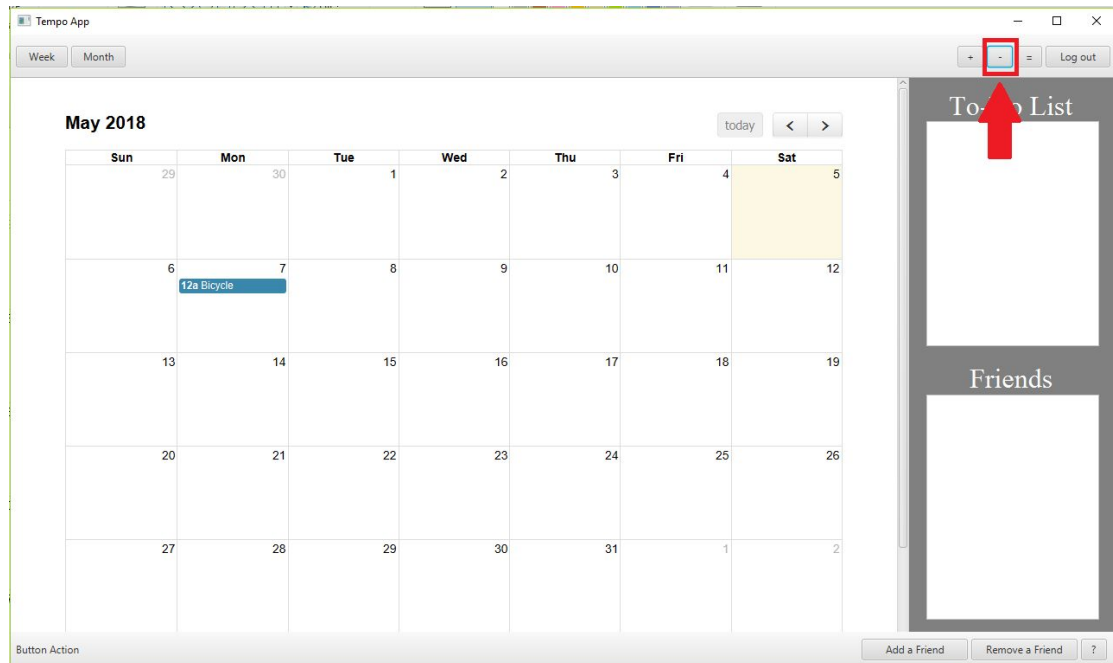 Tempo App
Week Month + - = Log out
May 2018 today < >
Sun Mon Tue Wed Thu Fri Sat
29 30 1 2 3 4 5
6 7 8 9 10 11 12
12a Bicycle
13 14 15 16 17 18 19
20 21 22 23 24 25 26
27 28 29 30 31 1 2
To- List
Friends
Button Action Add a Friend Remove a Friend ?